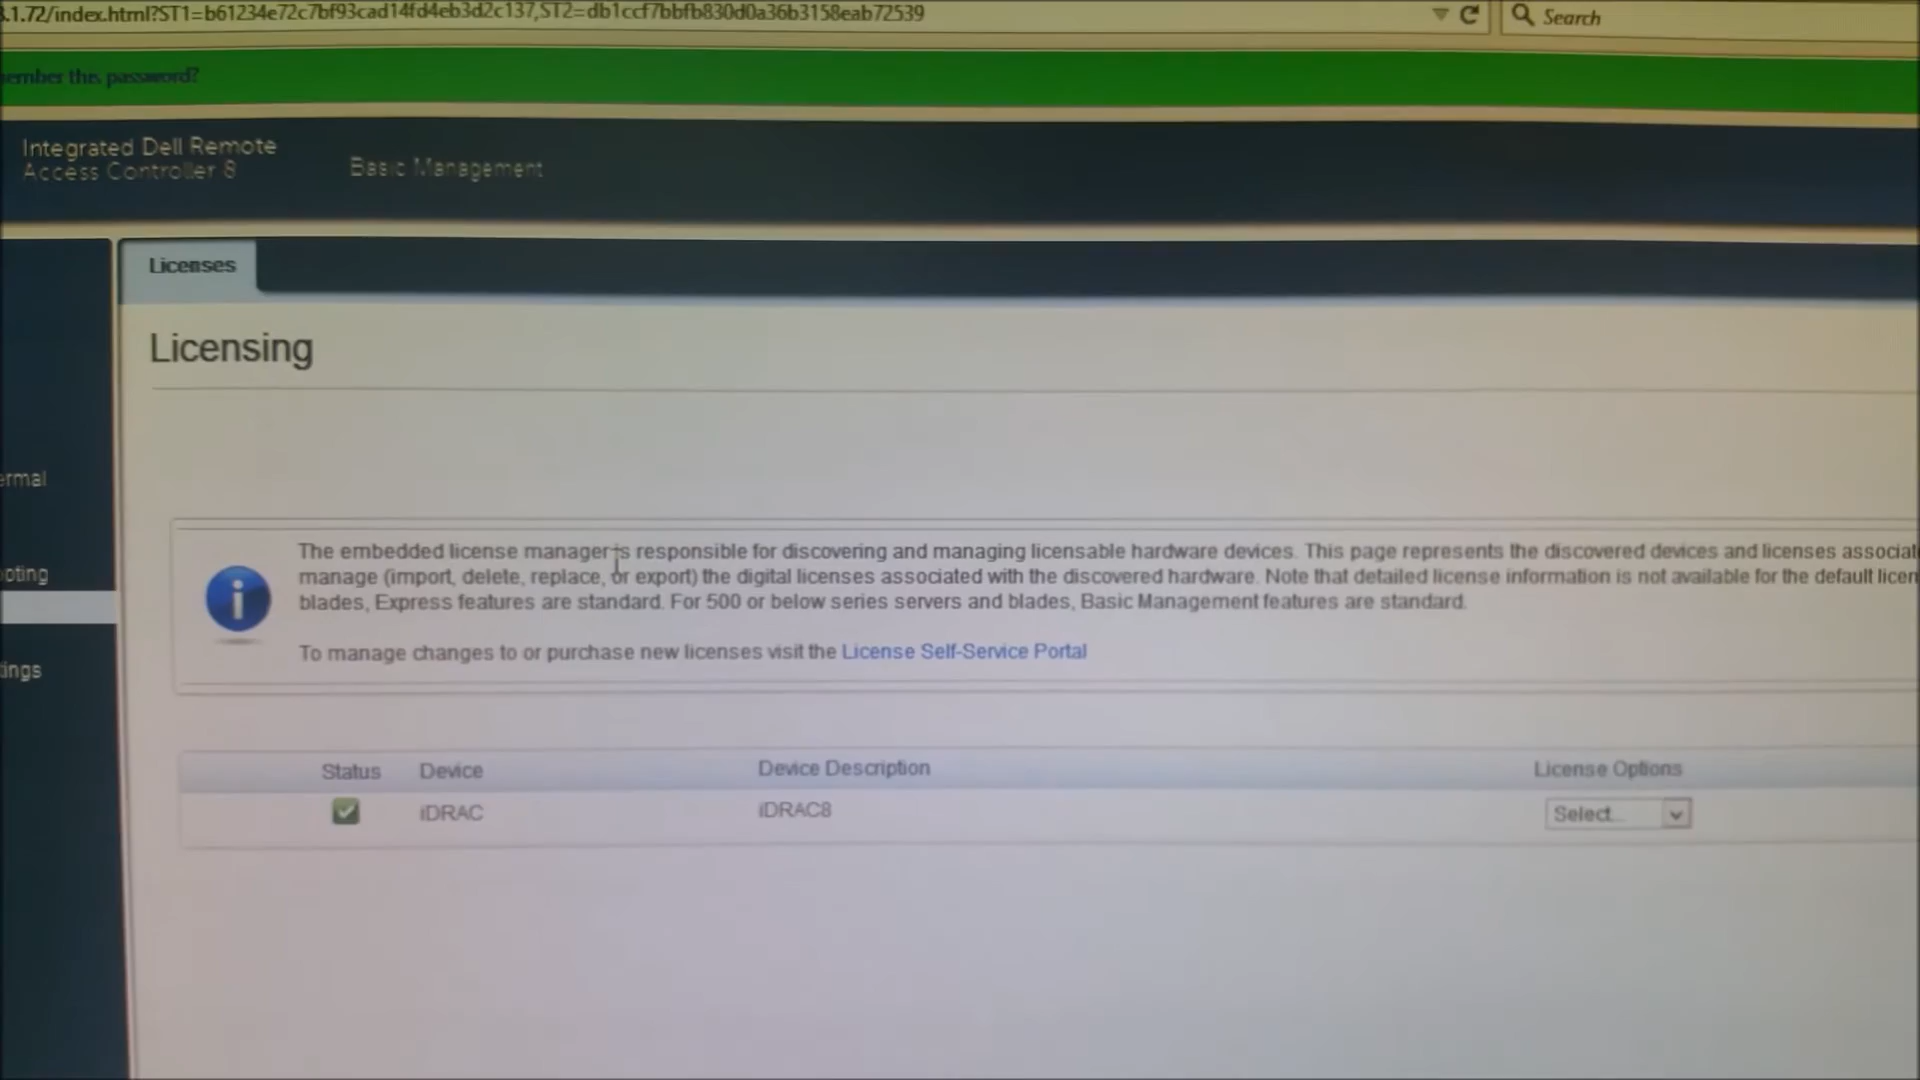 .1.72/index.html?ST1=b61234e72c7bf93cad14fd4eb3d2c137,ST2=db1ccf7bbfb830d0a36b3158eab72539
Search
ember this password?
Integrated Dell Remote
Access Controller 8
Basic Management
Licenses
Licensing
ermal
oting
ings
The embedded license manager is responsible for discovering and managing licensable hardware devices. This page represents the discovered devices and licenses associat
manage (import, delete, replace, or export) the digital licenses associated with the discovered hardware. Note that detailed license information is not available for the default licen
blades, Express features are standard. For 500 or below series servers and blades, Basic Management features are standard.
To manage changes to or purchase new licenses visit the License Self-Service Portal
Status Device Device Description License Options
iDRAC iDRAC8 Select...